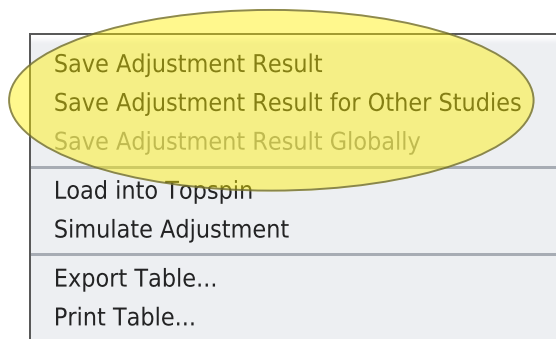 Save Adjustment Result
Save Adjustment Result for Other Studies
Save Adjustment Result Globally
Load into Topspin
Simulate Adjustment
Export Table...
Print Table...